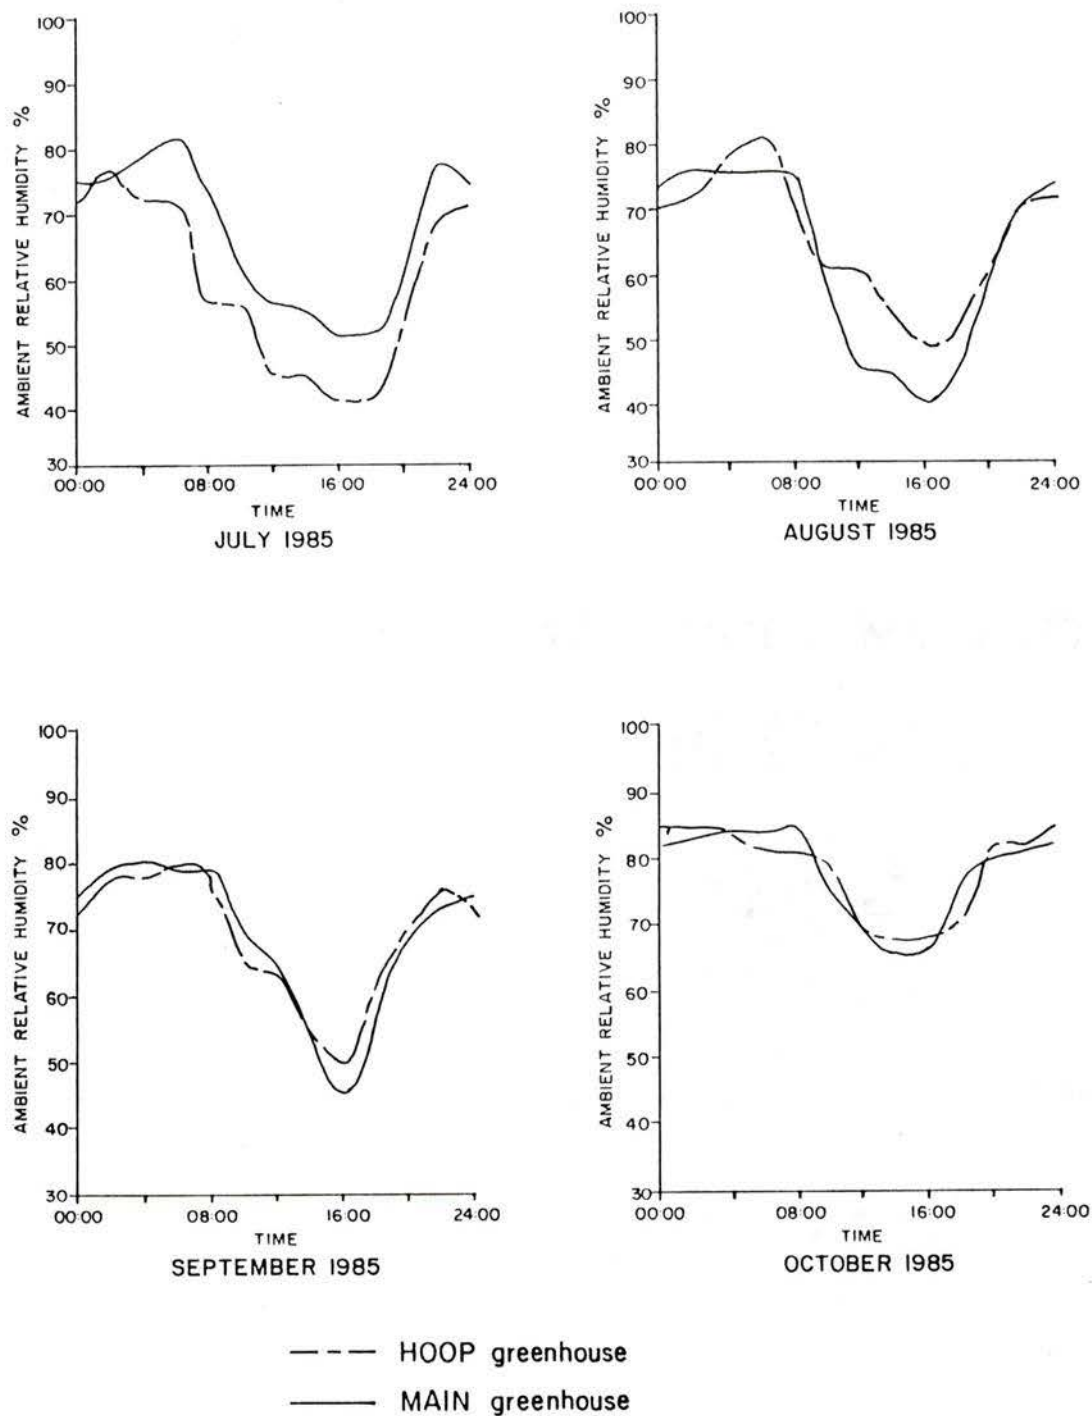 AMBIENT RELATIVE HUMIDITY %
100
90
80
70
60
50
40
30
00:00 08:00 16:00 24:00
TIME
JULY 1985
AMBIENT RELATIVE HUMIDITY %
100
90
80
70
60
50
40
30
00:00 08:00 16:00 24:00
TIME
AUGUST 1985
AMBIENT RELATIVE HUMIDITY %
100
90
80
70
60
50
40
30
00:00 08:00 16:00 24:00
TIME
SEPTEMBER 1985
AMBIENT RELATIVE HUMIDITY %
100
90
80
70
60
50
40
30
00:00 08:00 16:00 24:00
TIME
OCTOBER 1985
HOOP greenhouse
MAIN greenhouse